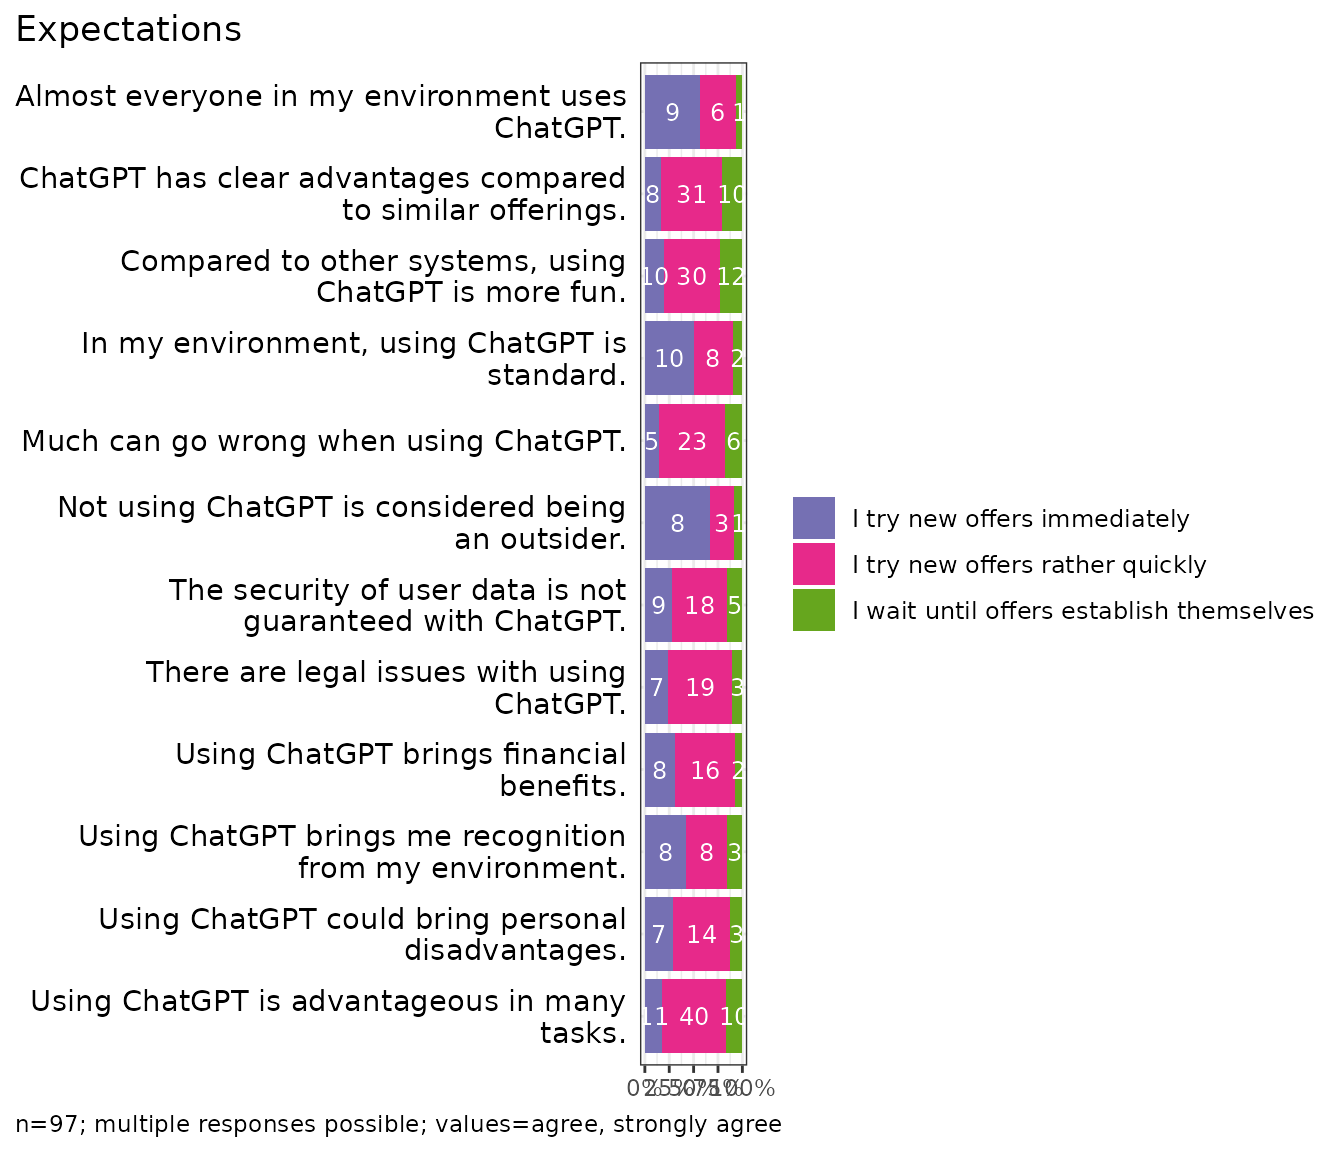 Expectations
Almost everyone in my environment uses
ChatGPT.
9 6 1
ChatGPT has clear advantages compared
to similar offerings.
8 31 10
Compared to other systems, using
ChatGPT is more fun.
10 30 12
In my environment, using ChatGPT is
standard.
10 8 2
Much can go wrong when using ChatGPT.
5 23 6
Not using ChatGPT is considered being
an outsider.
8 3 1
The security of user data is not
guaranteed with ChatGPT.
9 18 5
There are legal issues with using
ChatGPT.
7 19 3
Using ChatGPT brings financial
benefits.
8 16 2
Using ChatGPT brings me recognition
from my environment.
8 8 3
Using ChatGPT could bring personal
disadvantages.
7 14 3
Using ChatGPT is advantageous in many
tasks.
11 40 10
0% 25% 50% 75% 100%
I try new offers immediately
I try new offers rather quickly
I wait until offers establish themselves
n=97; multiple responses possible; values=agree, strongly agree